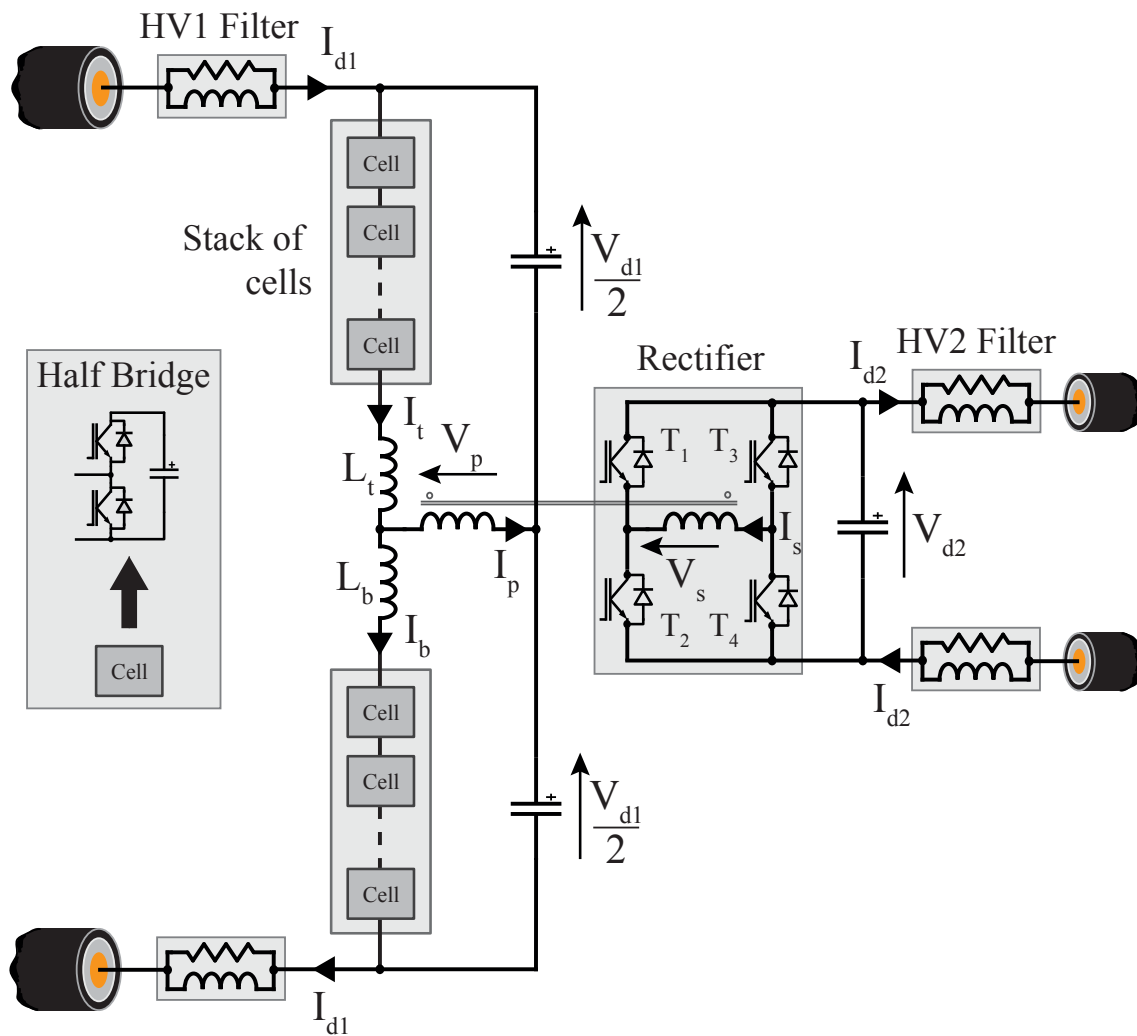 HV1 Filter
I_d1
Cell
Cell
Stack of
cells
Cell
V_d1
2
Half Bridge
Cell
I_t
L_t
V_p
I_p
L_b
I_b
Rectifier
T_1
T_3
I_s
V_s
T_2
T_4
I_d2
HV2 Filter
V_d2
I_d2
Cell
Cell
Cell
V_d1
2
I_d1